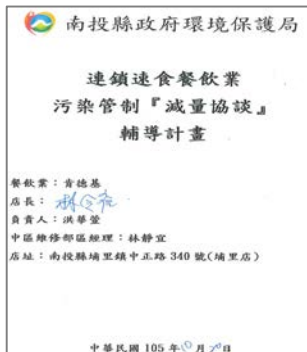 南投縣政府環境保護局
連鎖速食餐飲業
污染管制『減量協談』
輔導計畫
餐飲業：肯德基
店長：
負責人：洪華萱
中區維修部區經理：林靜宜
店址：南投縣埔里鎮中正路 340 號(埔里店)
中華民國 105 年10月20日